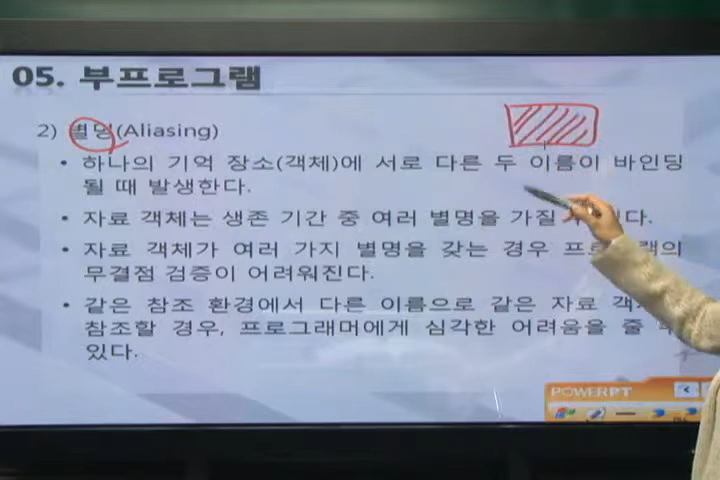 05. 부프로그램
2) 별명(Aliasing)
• 하나의 기억 장소(객체)에 서로 다른 두 이름이 바인딩
될 때 발생한다.
• 자료 객체는 생존 기간 중 여러 별명을 가질
• 자료 객체가 여러 가지 별명을 갖는 경우
무결점 검증이 어려워진다.
• 같은 참조 환경에서 다른 이름으로 같은 자료
참조할 경우, 프로그래머에게 심각한 어려움을 줄
있다.
POWERPT